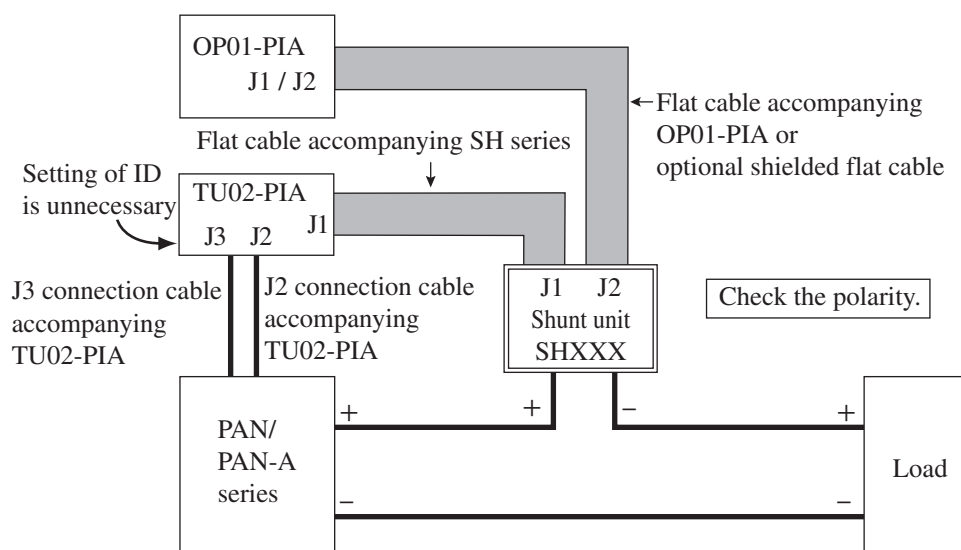 OP01-PIA
J1 / J2
Flat cable accompanying
OP01-PIA or
optional shielded flat cable
Flat cable accompanying SH series
Setting of ID
is unnecessary
TU02-PIA
J1
J3 J2
J3 connection cable
accompanying
TU02-PIA
J2 connection cable
accompanying
TU02-PIA
J1 J2
Shunt unit
SHXXX
Check the polarity.
+ + – +
PAN/
PAN-A
series
Load
– –